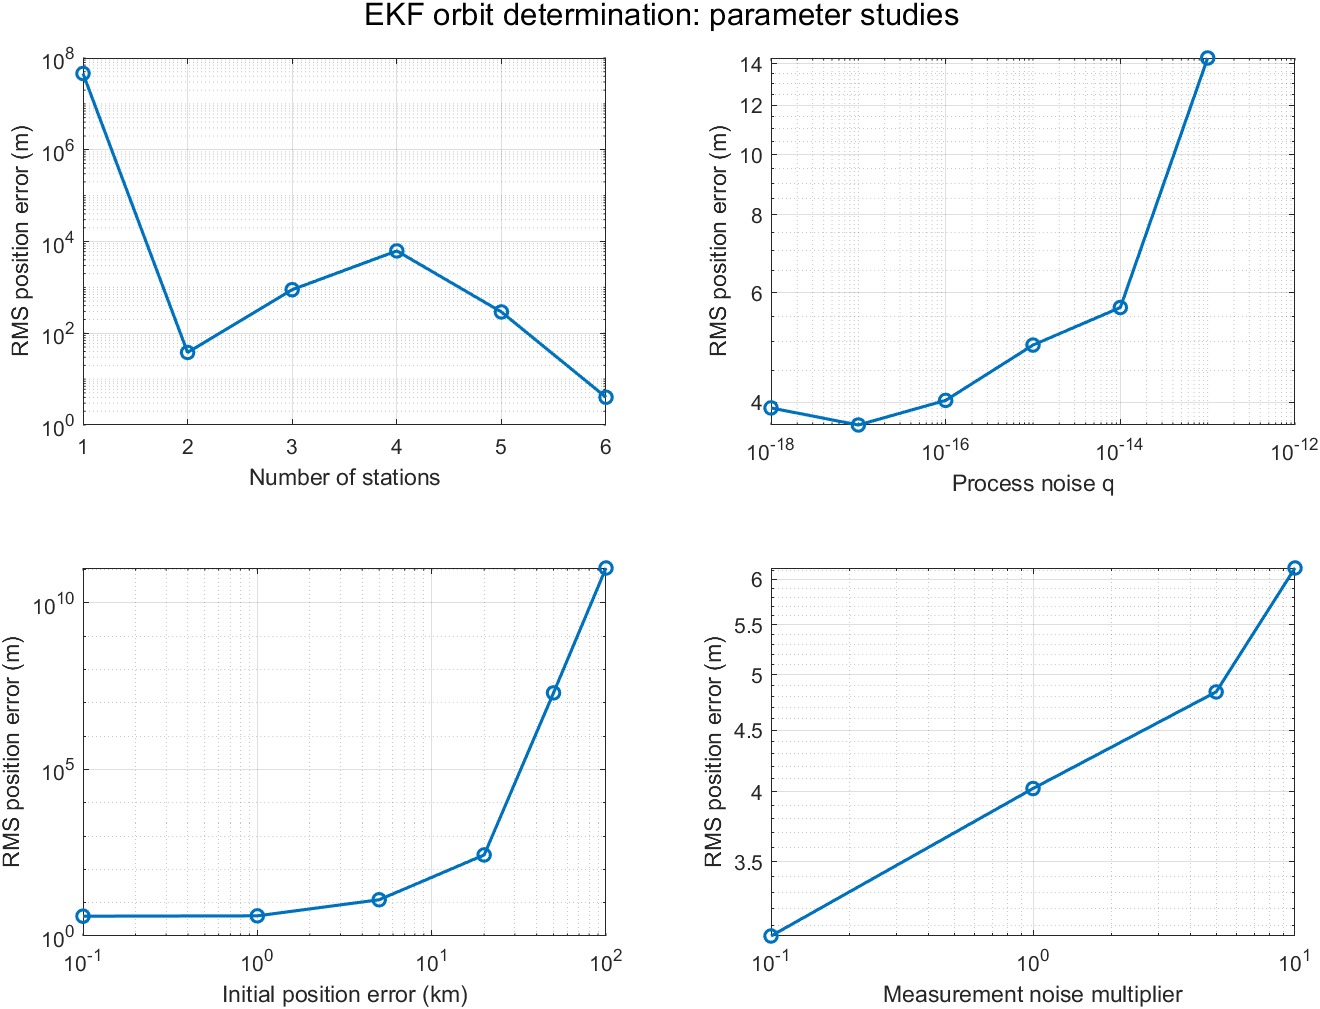 EKF orbit determination: parameter studies
RMS position error (m)
10^8
10^6
10^4
10^2
10^0
1 2 3 4 5 6
Number of stations
RMS position error (m)
14
12
10
8
6
4
10^-18 10^-16 10^-14 10^-12
Process noise q
RMS position error (m)
10^10
10^5
10^0
10^-1 10^0 10^1 10^2
Initial position error (km)
RMS position error (m)
6
5.5
5
4.5
4
3.5
10^-1 10^0 10^1
Measurement noise multiplier